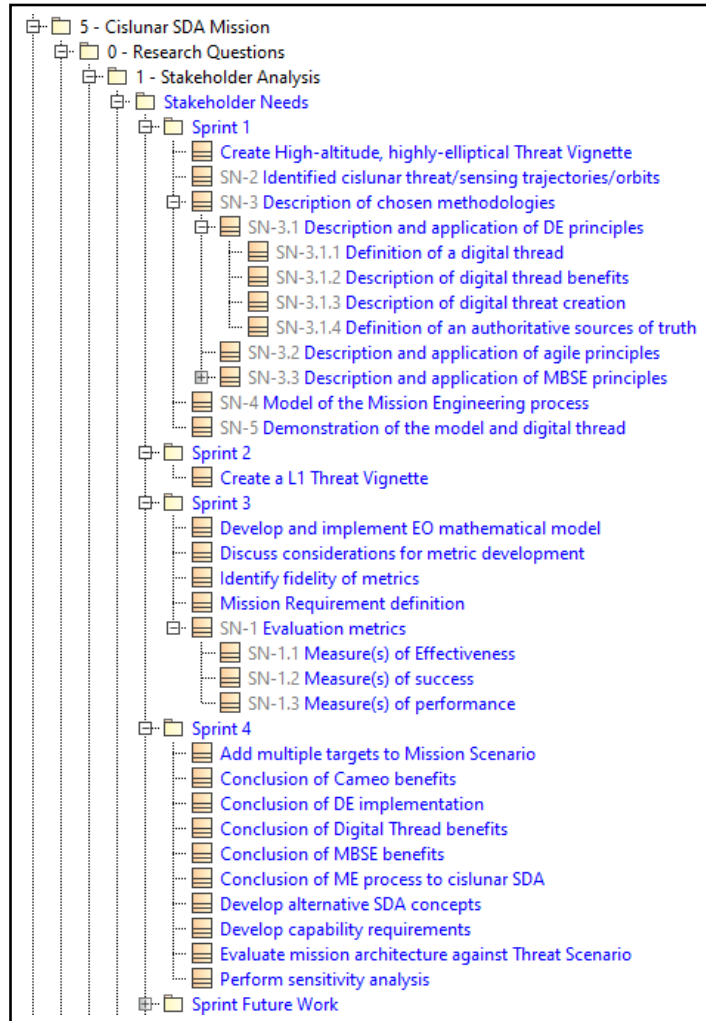 5 - Cislunar SDA Mission
0 - Research Questions
1 - Stakeholder Analysis
Stakeholder Needs
Sprint 1
Create High-altitude, highly-elliptical Threat Vignette
SN-2 Identified cislunar threat/sensing trajectories/orbits
SN-3 Description of chosen methodologies
SN-3.1 Description and application of DE principles
SN-3.1.1 Definition of a digital thread
SN-3.1.2 Description of digital thread benefits
SN-3.1.3 Description of digital threat creation
SN-3.1.4 Definition of an authoritative sources of truth
SN-3.2 Description and application of agile principles
SN-3.3 Description and application of MBSE principles
SN-4 Model of the Mission Engineering process
SN-5 Demonstration of the model and digital thread
Sprint 2
Create a L1 Threat Vignette
Sprint 3
Develop and implement EO mathematical model
Discuss considerations for metric development
Identify fidelity of metrics
Mission Requirement definition
SN-1 Evaluation metrics
SN-1.1 Measure(s) of Effectiveness
SN-1.2 Measure(s) of success
SN-1.3 Measure(s) of performance
Sprint 4
Add multiple targets to Mission Scenario
Conclusion of Cameo benefits
Conclusion of DE implementation
Conclusion of Digital Thread benefits
Conclusion of MBSE benefits
Conclusion of ME process to cislunar SDA
Develop alternative SDA concepts
Develop capability requirements
Evaluate mission architecture against Threat Scenario
Perform sensitivity analysis
Sprint Future Work